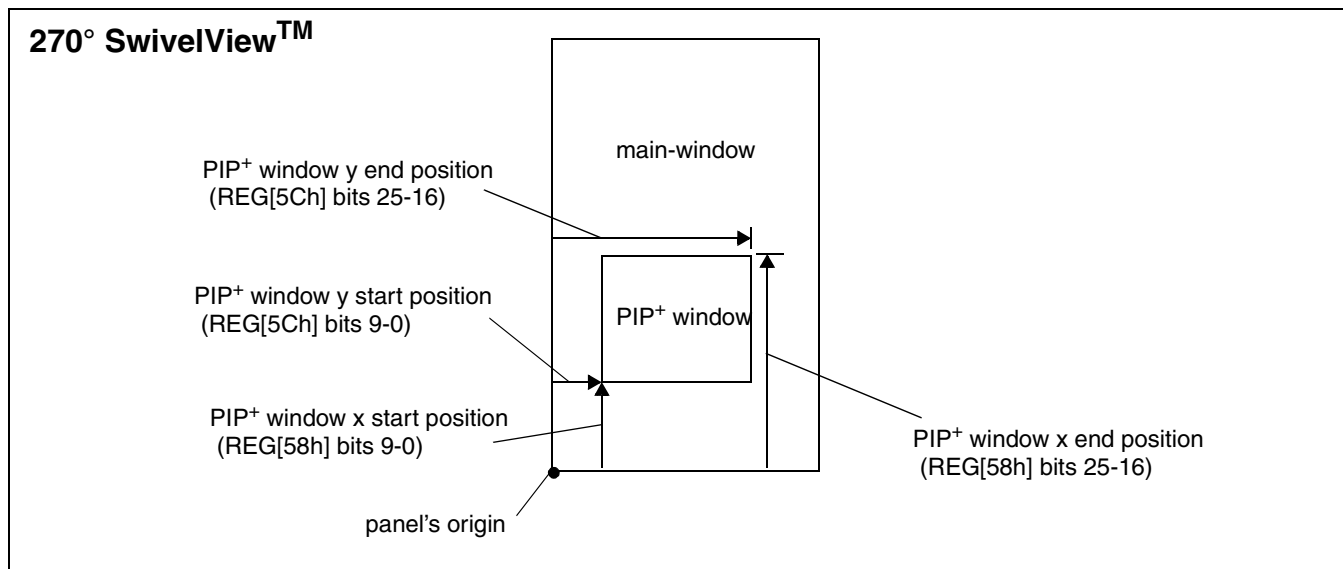 270° SwivelView™
main-window
PIP⁺ window y end position
(REG[5Ch] bits 25-16)
PIP⁺ window y start position
(REG[5Ch] bits 9-0)
PIP⁺ window
PIP⁺ window x start position
(REG[58h] bits 9-0)
PIP⁺ window x end position
(REG[58h] bits 25-16)
panel’s origin